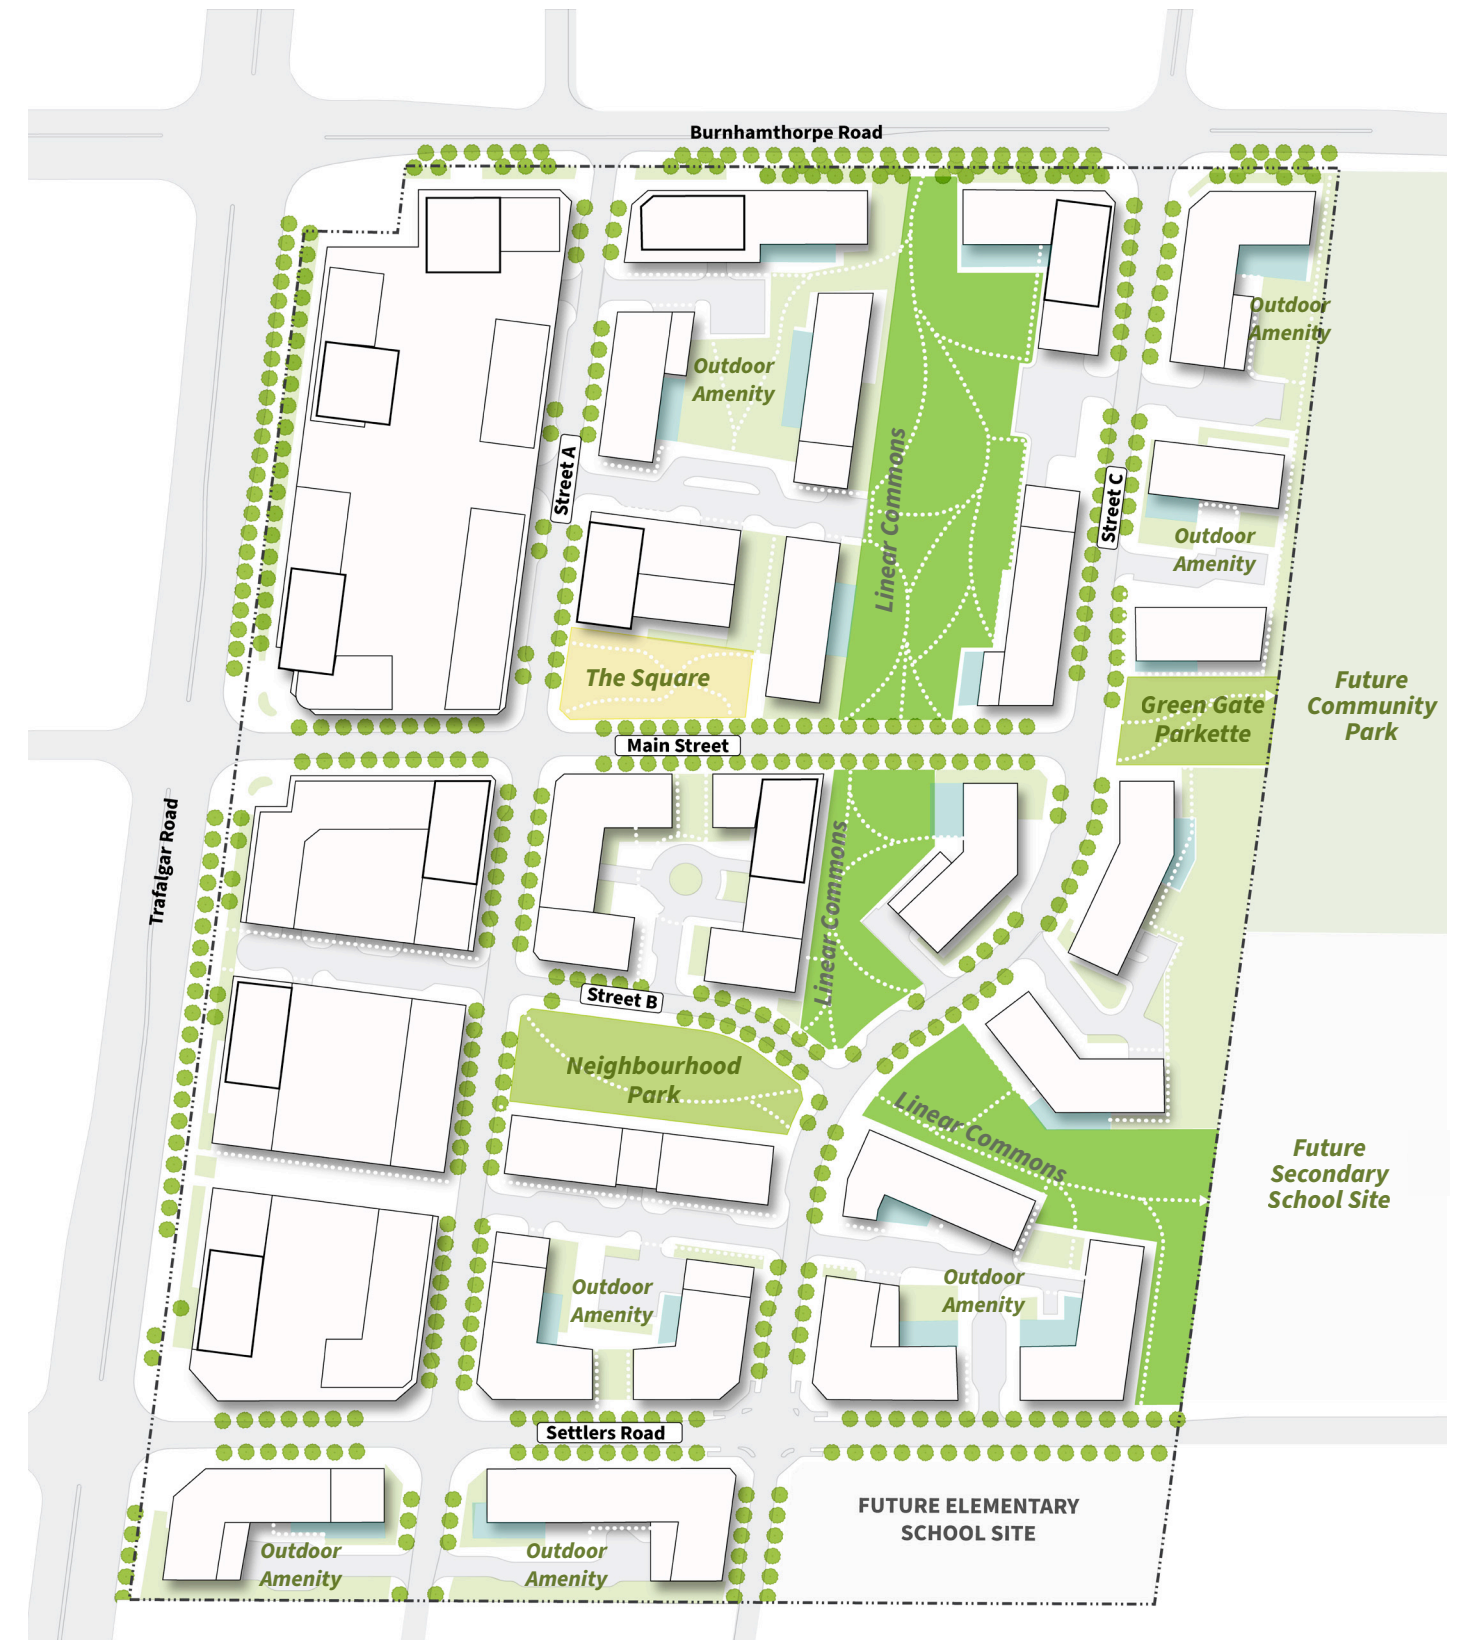 Burnhamthorpe Road
Outdoor
Amenity
Outdoor
Amenity
Street A
Linear Commons
Street C
Outdoor
Amenity
The Square
Green Gate
Parkette
Future
Community
Park
Main Street
Trafalgar Road
Linear Commons
Street B
Neighbourhood
Park
Linear Commons
Future
Secondary
School Site
Outdoor
Amenity
Outdoor
Amenity
Settlers Road
FUTURE ELEMENTARY
SCHOOL SITE
Outdoor
Amenity
Outdoor
Amenity